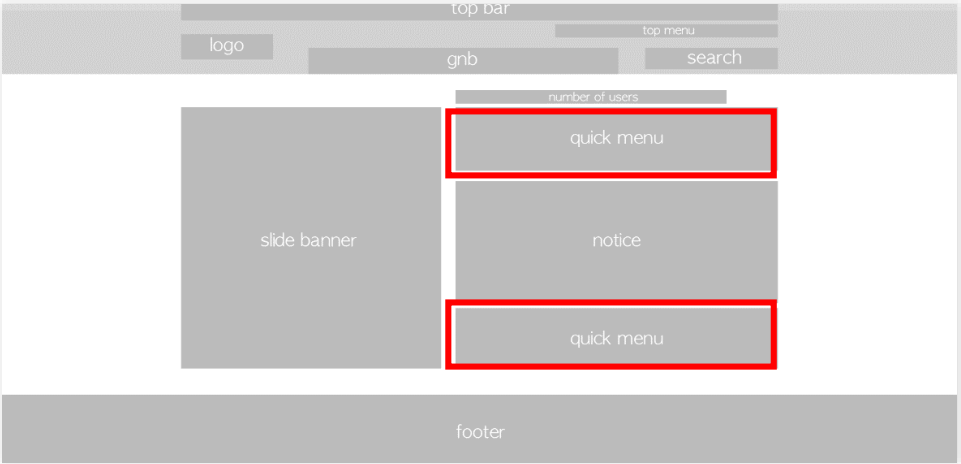 top bar
top menu
logo
gnb
search
number of users
quick menu
slide banner
notice
quick menu
footer